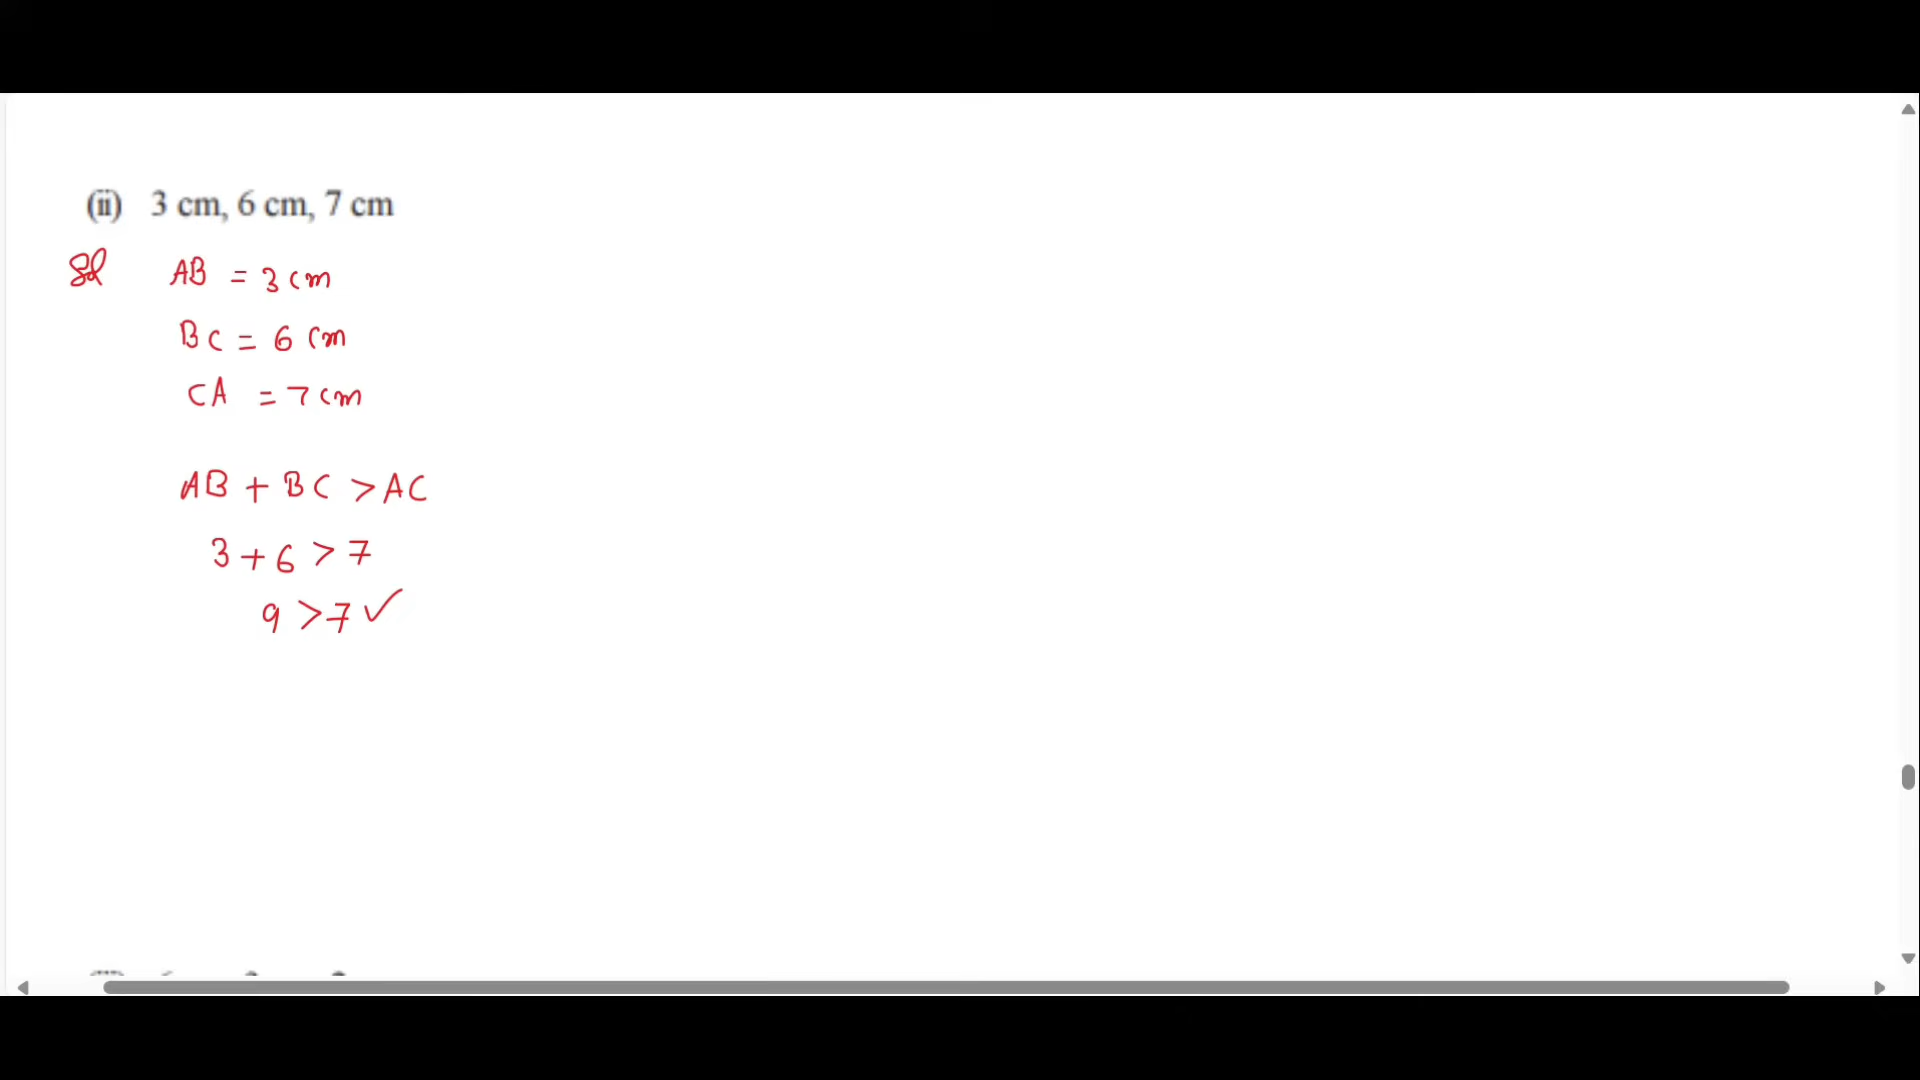 (ii) 3 cm, 6 cm, 7 cm
Sol AB = 3 cm
BC = 6 cm
CA = 7 cm
AB + BC > AC
3 + 6 > 7
9 > 7 ✓